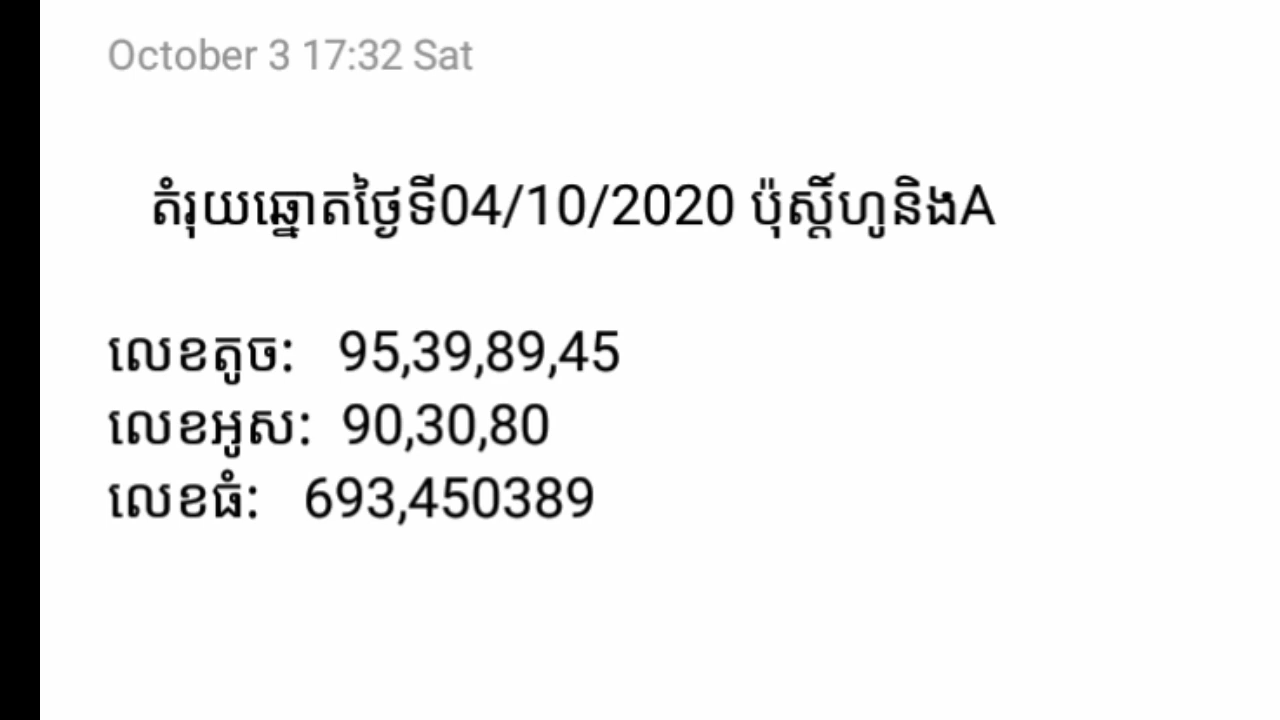 October 3 17:32 Sat
តំរុយឆ្នោតថ្ងៃទី04/10/2020 ប៉ុស្តិ៍ហូនិងA
លេខតូច: 95,39,89,45
លេខអូស: 90,30,80
លេខធំ: 693,450389